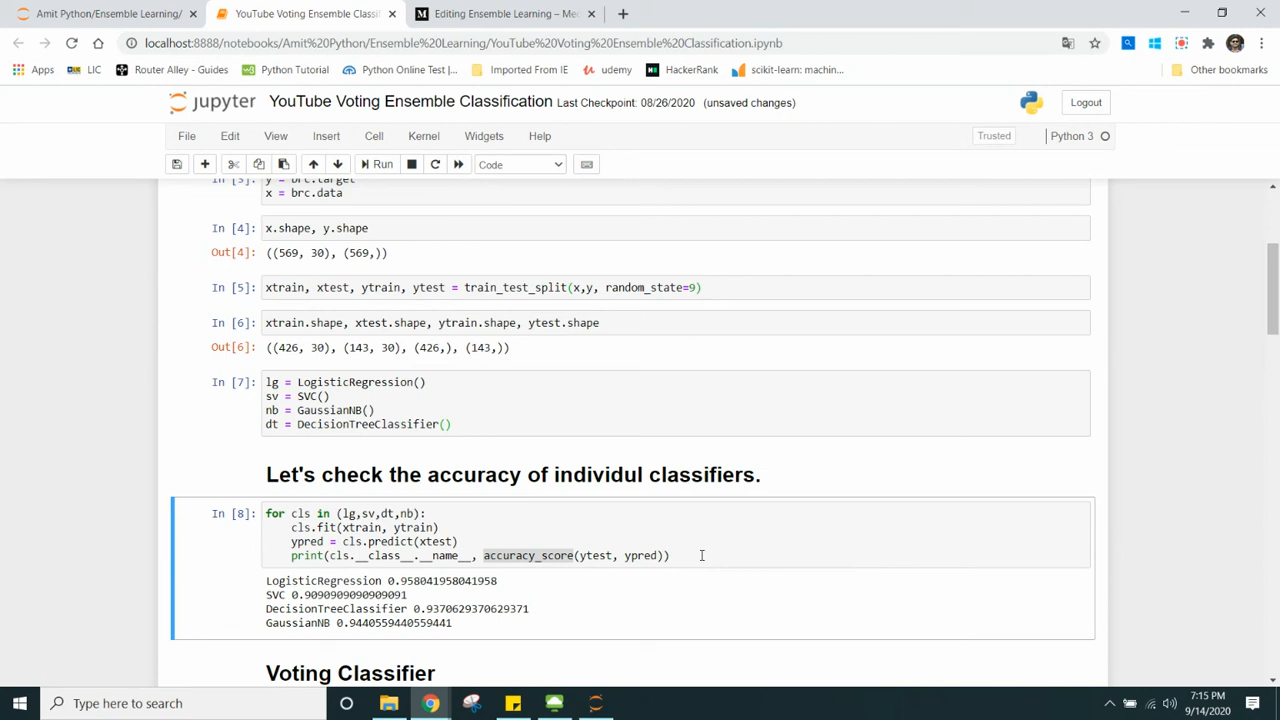 Amit Python/Ensemble Learning/
YouTube Voting Ensemble Classif
Editing Ensemble Learning – Me
localhost:8888/notebooks/Amit%20Python/Ensemble%20Learning/YouTube%20Voting%20Ensemble%20Classification.ipynb
Apps LIC Router Alley - Guides Python Tutorial Python Online Test |... Imported From IE udemy HackerRank scikit-learn: machin... Other bookmarks
jupyter YouTube Voting Ensemble Classification Last Checkpoint: 08/26/2020 (unsaved changes) Logout
File Edit View Insert Cell Kernel Widgets Help Trusted Python 3
Run Code
In [3]: y = brc.target
x = brc.data
In [4]: x.shape, y.shape
Out[4]: ((569, 30), (569,))
In [5]: xtrain, xtest, ytrain, ytest = train_test_split(x,y, random_state=9)
In [6]: xtrain.shape, xtest.shape, ytrain.shape, ytest.shape
Out[6]: ((426, 30), (143, 30), (426,), (143,))
In [7]: lg = LogisticRegression()
sv = SVC()
nb = GaussianNB()
dt = DecisionTreeClassifier()
Let's check the accuracy of individul classifiers.
In [8]: for cls in (lg,sv,dt,nb):
cls.fit(xtrain, ytrain)
ypred = cls.predict(xtest)
print(cls.__class__.__name__, accuracy_score(ytest, ypred))
LogisticRegression 0.958041958041958
SVC 0.9090909090909091
DecisionTreeClassifier 0.9370629370629371
GaussianNB 0.9440559440559441
Voting Classifier
Type here to search
7:15 PM
9/14/2020